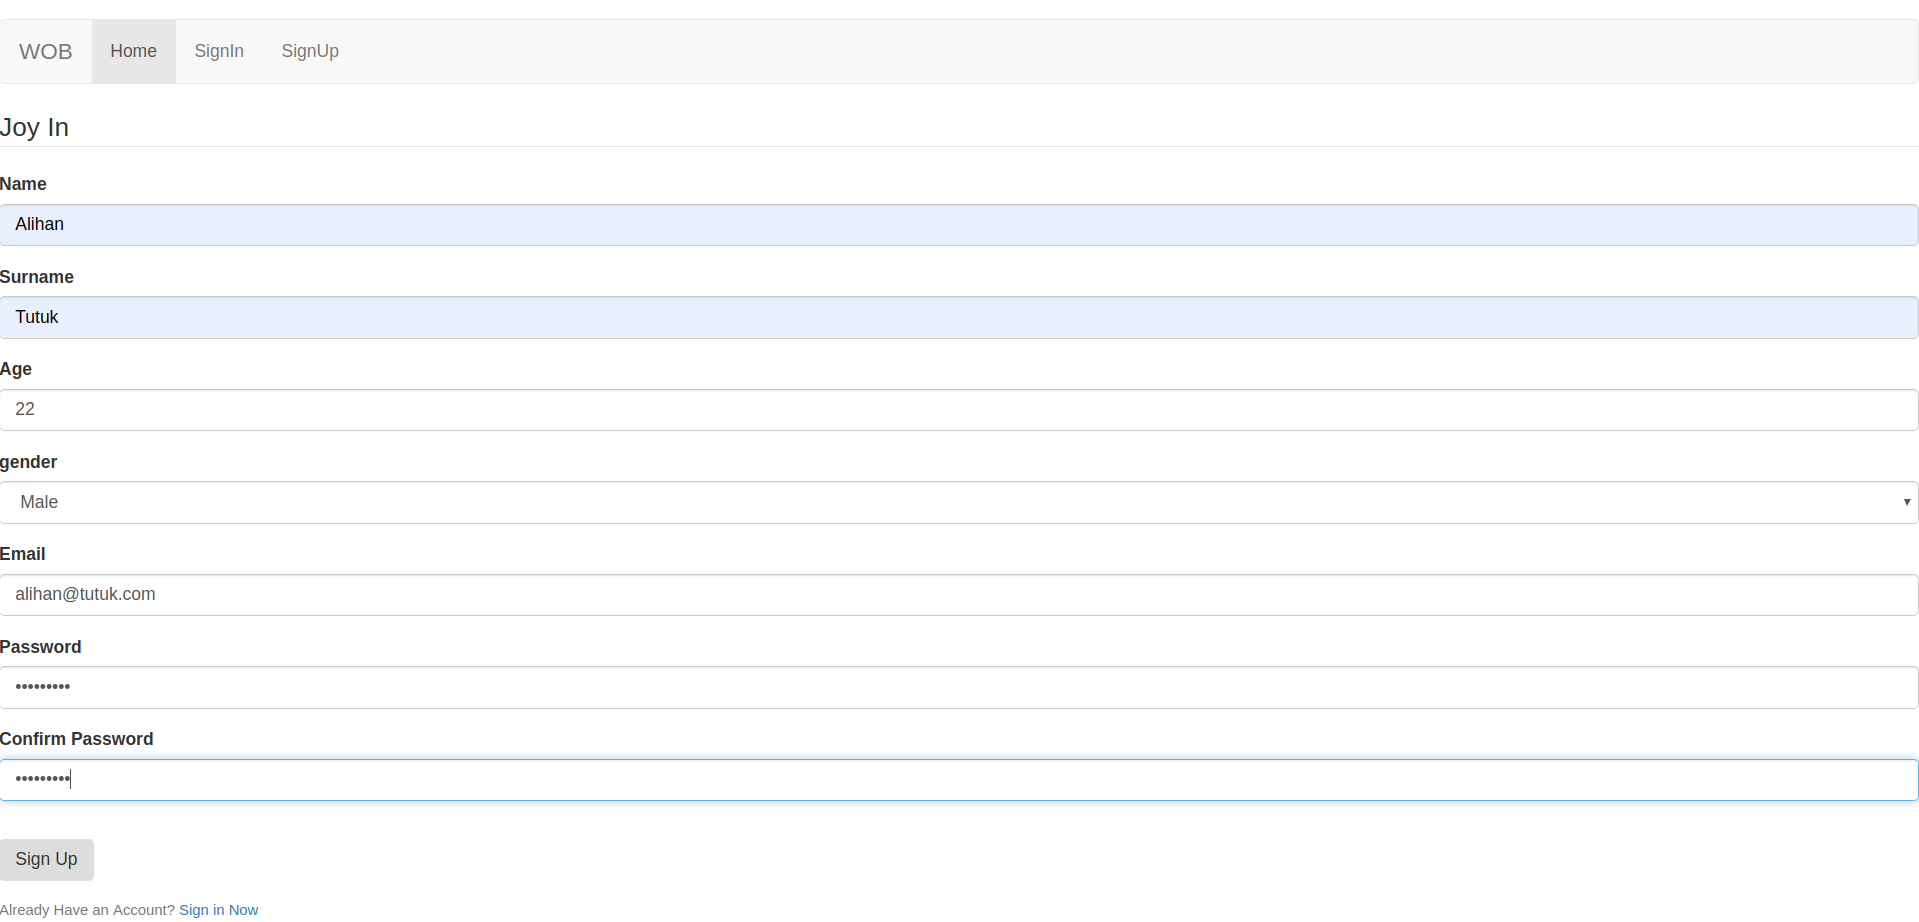 WOB Home SignIn SignUp
Joy In
Name
Alihan
Surname
Tutuk
Age
22
gender
Male
Email
alihan@tutuk.com
Password
•••••••••
Confirm Password
•••••••••
Sign Up
Already Have an Account? Sign in Now